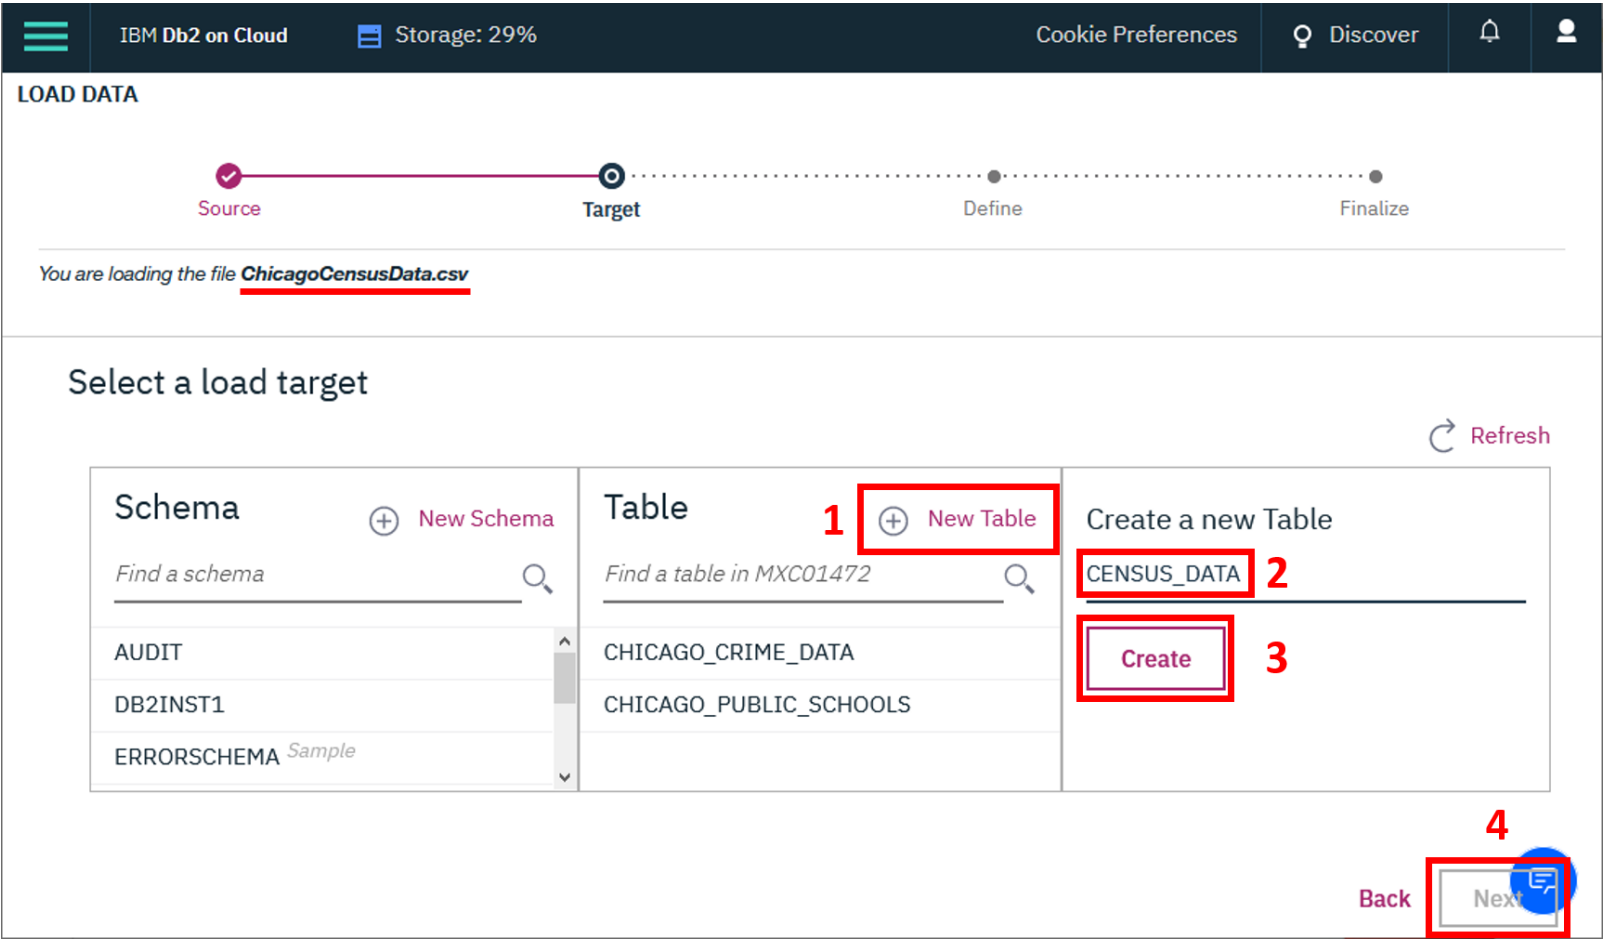 IBM Db2 on Cloud
Storage: 29%
Cookie Preferences
Discover
LOAD DATA
Source
Target
Define
Finalize
You are loading the file ChicagoCensusData.csv
Select a load target
Refresh
Schema
New Schema
Find a schema
AUDIT
DB2INST1
ERRORSCHEMA Sample
Table
1
New Table
Find a table in MXC01472
CHICAGO_CRIME_DATA
CHICAGO_PUBLIC_SCHOOLS
Create a new Table
CENSUS_DATA 2
Create 3
4
Back
Next